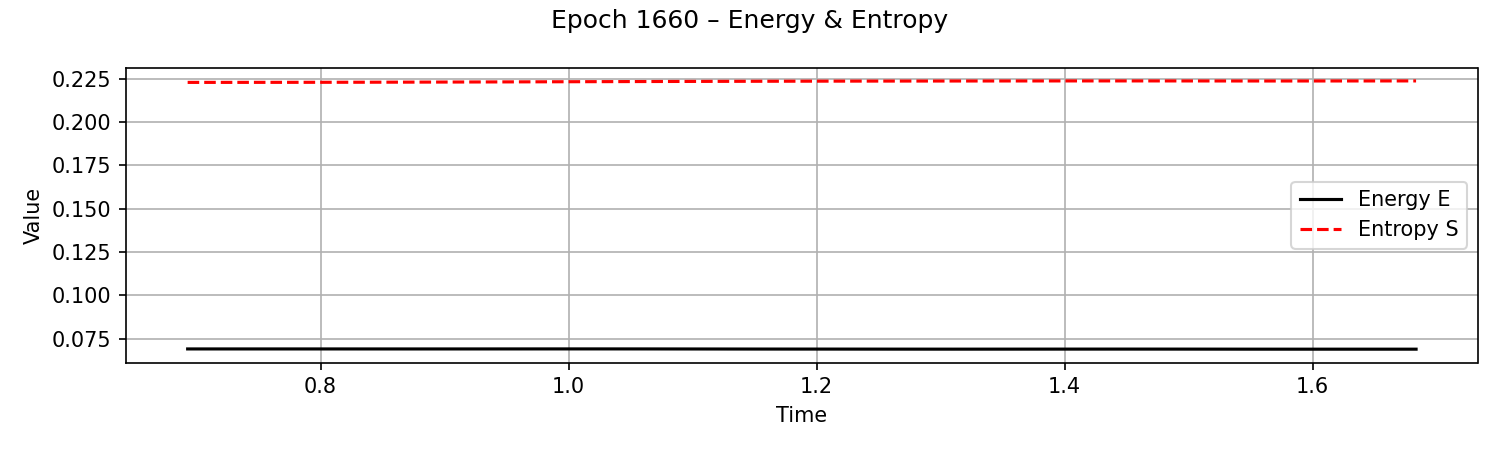 Epoch 1660 – Energy & Entropy
0.225
0.200
0.175
0.150
0.125
0.100
0.075
Value
Energy E
Entropy S
0.8 1.0 1.2 1.4 1.6
Time